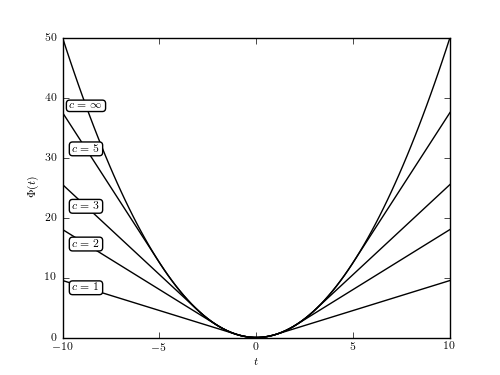 50
40
30
20
10
0
Φ(t)
c = ∞
c = 5
c = 3
c = 2
c = 1
−10
−5
0
5
10
t